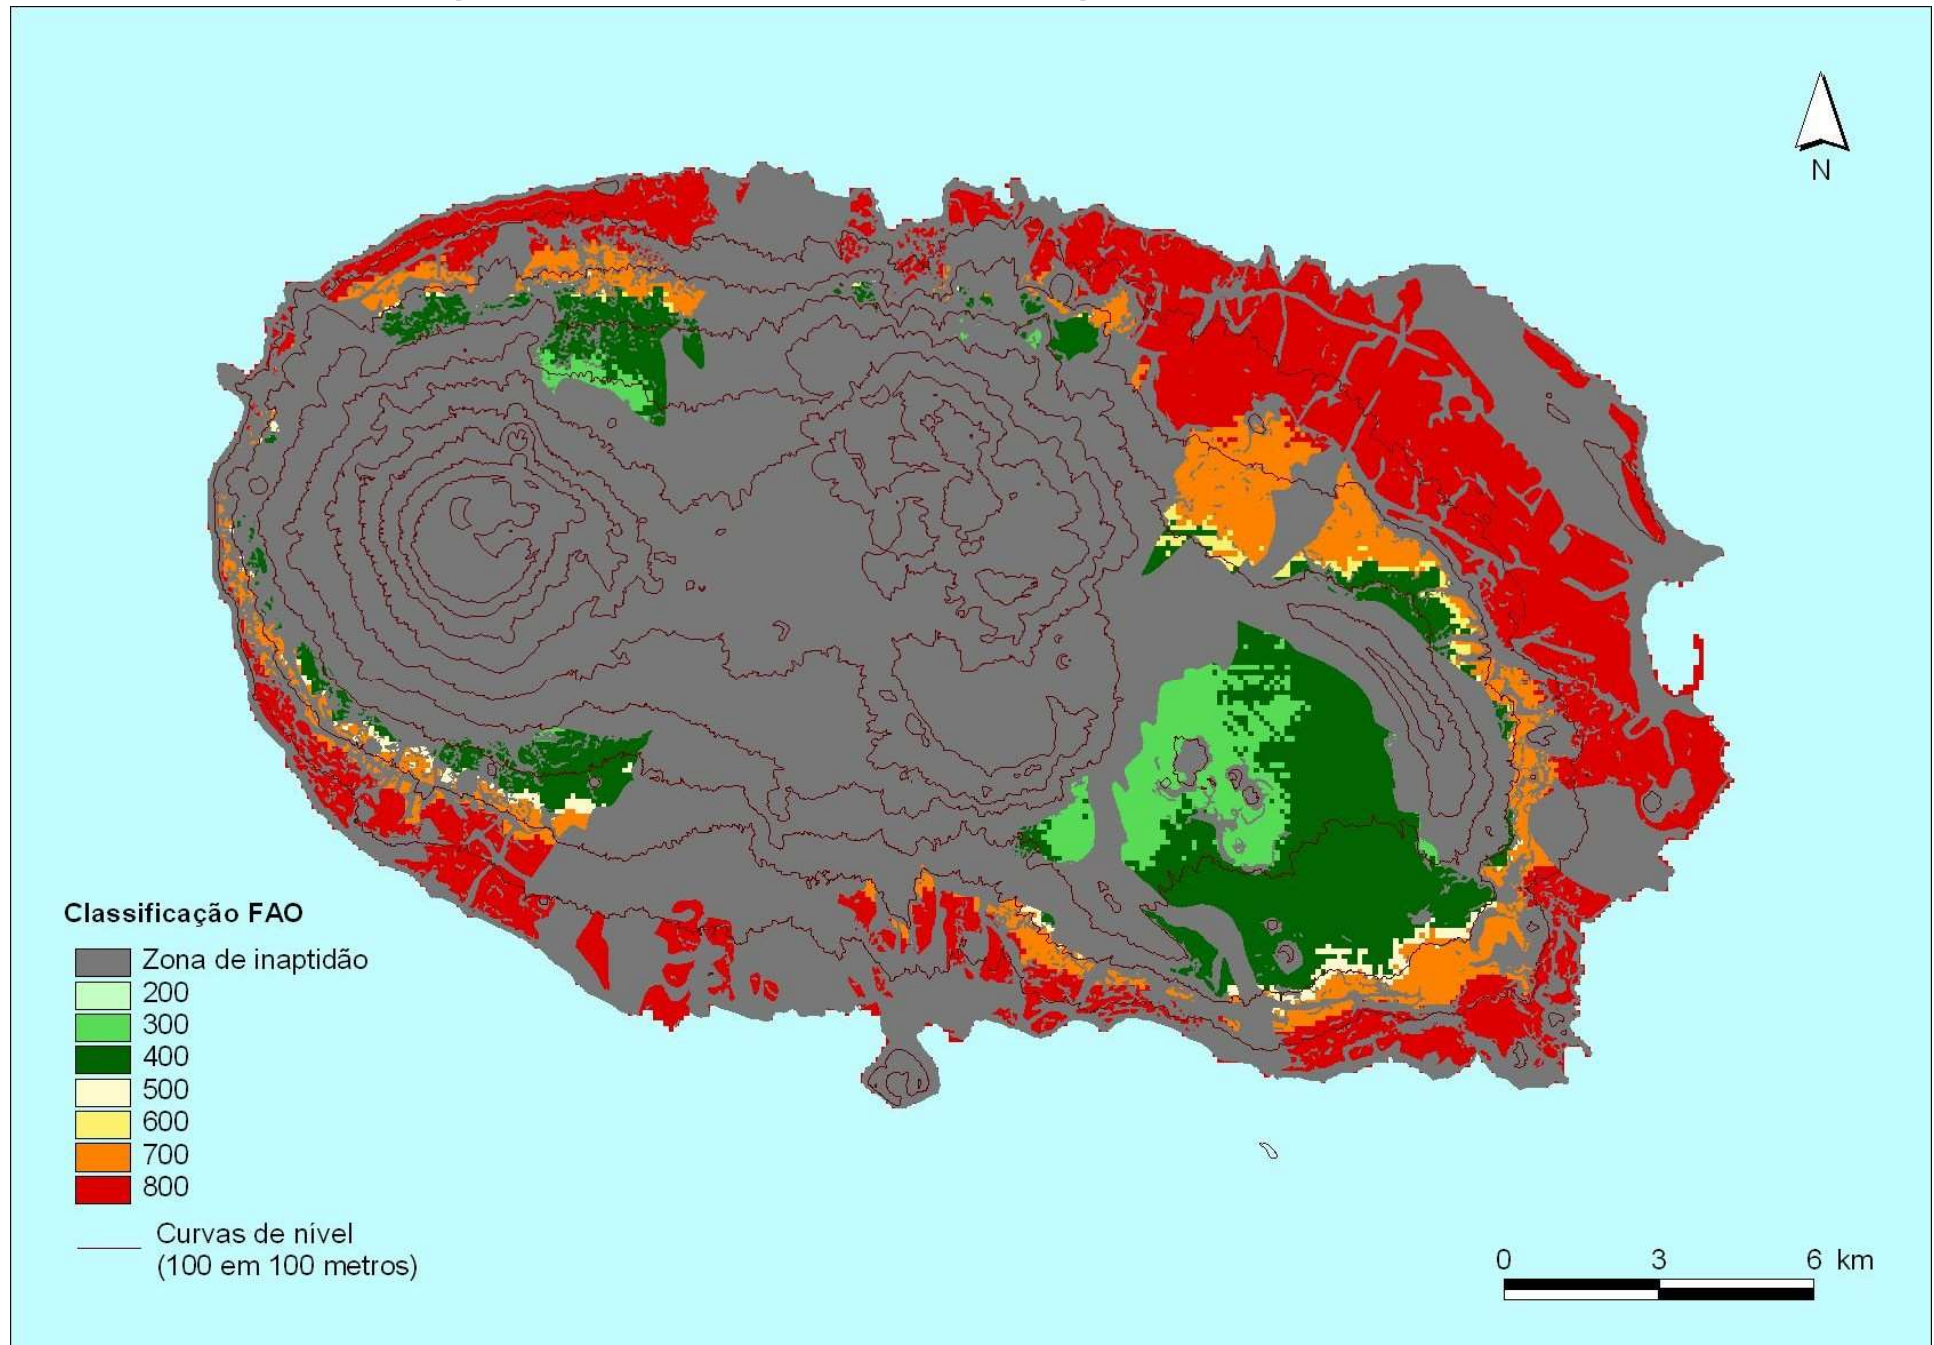 N
Classificação FAO
Zona de inaptidão
200
300
400
500
600
700
800
Curvas de nível
(100 em 100 metros)
0 3 6 km